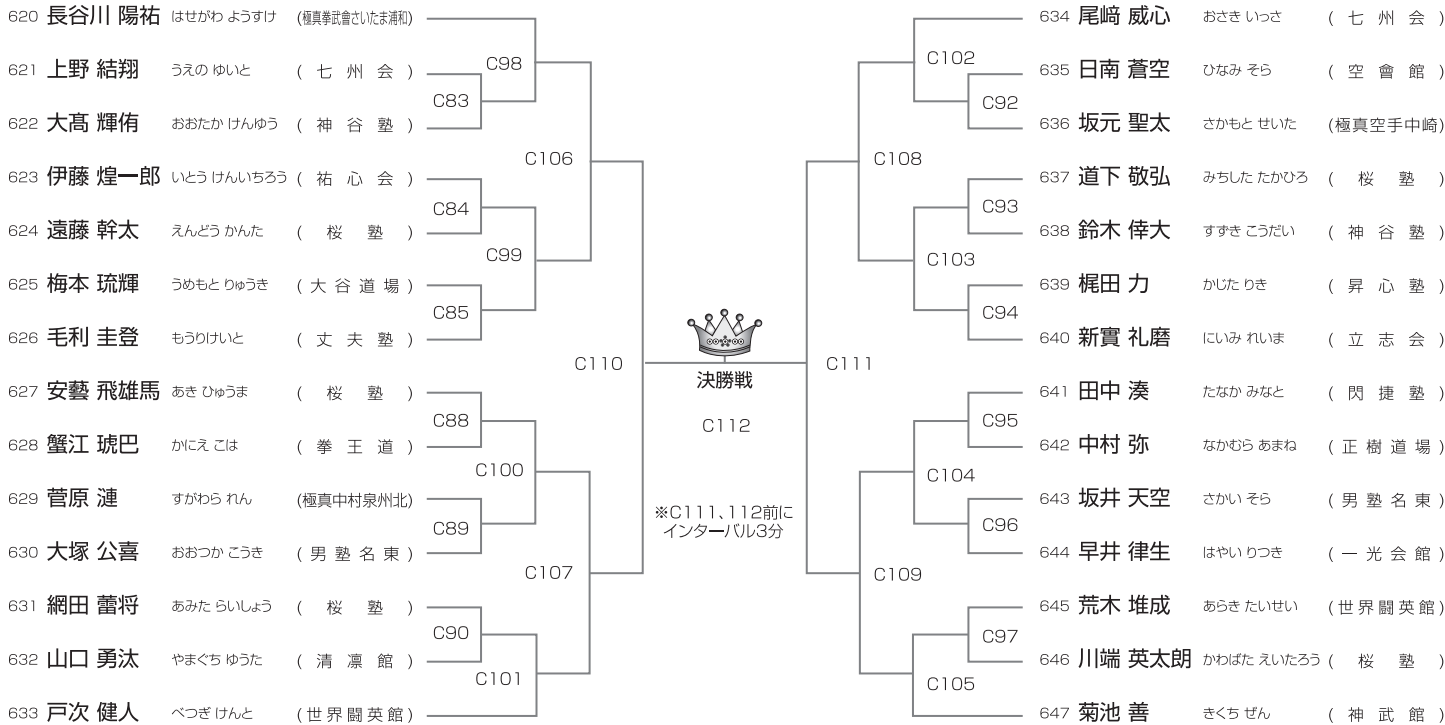 620 長谷川 陽祐 はせがわ ようすけ (極真拳武會さいたま浦和)
C98
621 上野 結翔 うえの ゆいと (七州会)
C83
622 大髙 輝侑 おおたか けんゆう (神谷塾)
C106
623 伊藤 煌一郎 いとう けんいちろう (祐心会)
C84
624 遠藤 幹太 えんどう かんた (桜塾)
C99
625 梅本 琉輝 うめもと りゅうき (大谷道場)
C85
626 毛利 圭登 もうりけいと (丈夫塾)
C110
627 安藝 飛雄馬 あき ひゅうま (桜塾)
C88
628 蟹江 琥巴 かにえ こは (拳王道)
C100
629 菅原 漣 すがわら れん (極真中村泉州北)
C89
630 大塚 公喜 おおつか こうき (男塾名東)
C107
631 網田 蕾将 あみた らいしょう (桜塾)
C90
632 山口 勇汰 やまぐち ゆうた (清凛館)
C101
633 戸次 健人 べつぎ けんと (世界闘英館)
決勝戦
C112
※C111、112前に
インターバル3分
634 尾﨑 威心 おさき いっさ (七州会)
C102
635 日南 蒼空 ひなみ そら (空會館)
C92
636 坂元 聖太 さかもと せいた (極真空手中崎)
C108
637 道下 敬弘 みちした たかひろ (桜塾)
C93
638 鈴木 倖大 すずき こうだい (神谷塾)
C103
639 梶田 力 かじた りき (昇心塾)
C94
640 新實 礼磨 にいみ れいま (立志会)
C111
641 田中 湊 たなか みなと (閃捷塾)
C95
642 中村 弥 なかむら あまね (正樹道場)
C104
643 坂井 天空 さかい そら (男塾名東)
C96
644 早井 律生 はやい りつき (一光会館)
C109
645 荒木 堆成 あらき たいせい (世界闘英館)
C97
646 川端 英太朗 かわばた えいたろう (桜塾)
C105
647 菊池 善 きくち ぜん (神武館)